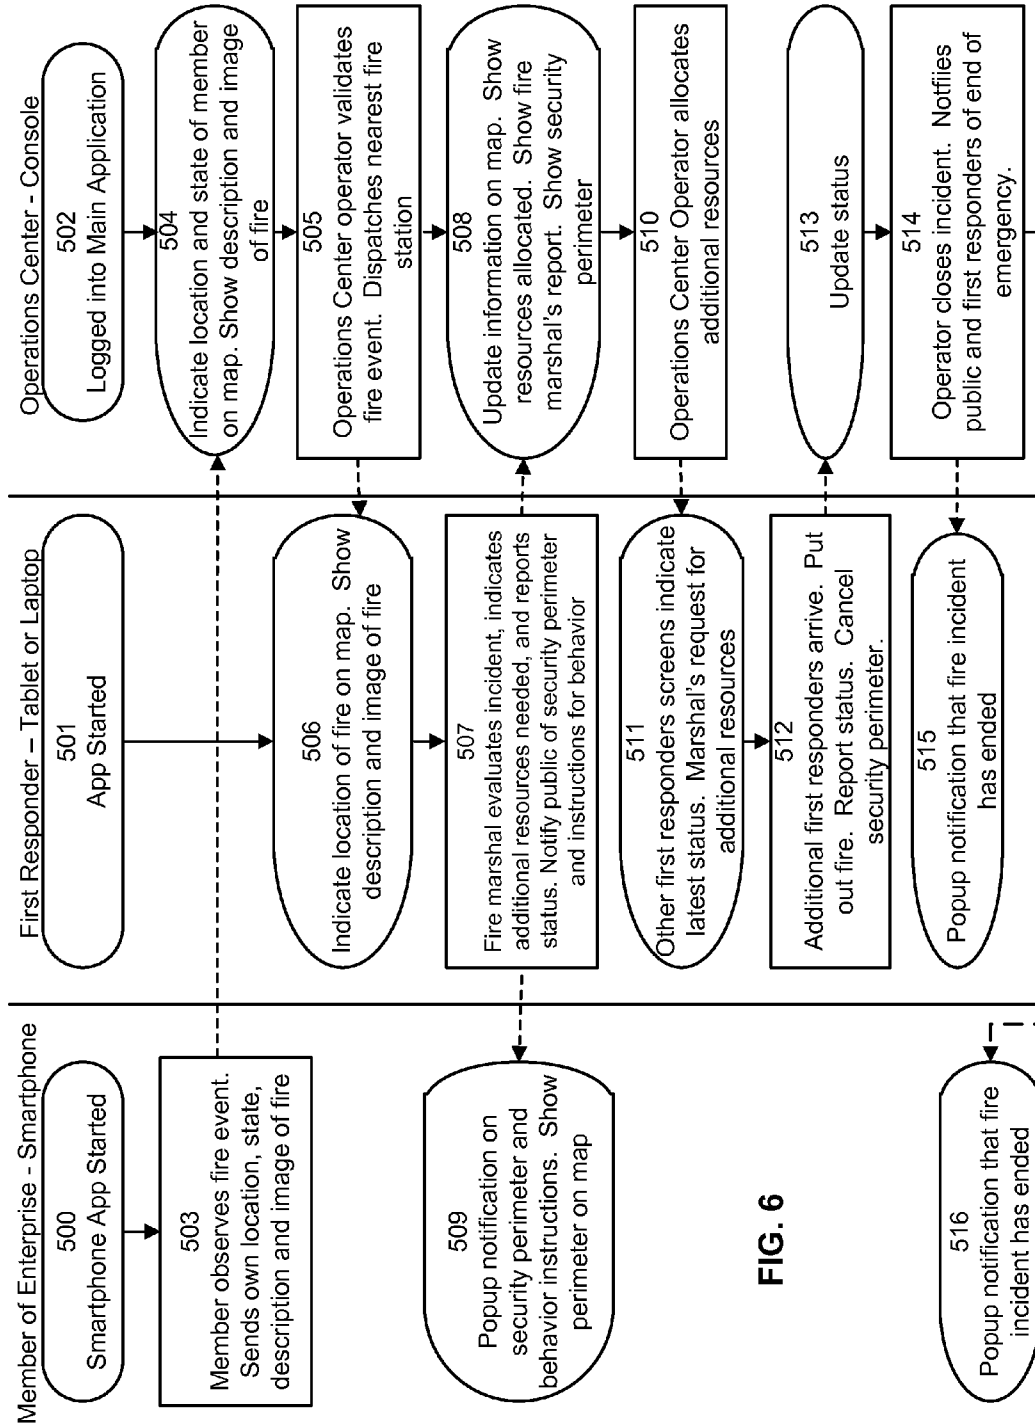 Member of Enterprise - Smartphone
500
Smartphone App Started
503
Member observes fire event.
Sends own location, state,
description and image of fire
509
Popup notification on
security perimeter and
behavior instructions. Show
perimeter on map
516
Popup notification that fire
incident has ended
First Responder – Tablet or Laptop
501
App Started
506
Indicate location of fire on map. Show
description and image of fire
507
Fire marshal evaluates incident, indicates
additional resources needed, and reports
status. Notify public of security perimeter
and instructions for behavior
511
Other first responders screens indicate
latest status. Marshal's request for
additional resources
512
Additional first responders arrive. Put
out fire. Report status. Cancel
security perimeter.
515
Popup notification that fire incident
has ended
Operations Center - Console
502
Logged into Main Application
504
Indicate location and state of member
on map. Show description and image
of fire
505
Operations Center operator validates
fire event. Dispatches nearest fire
station
508
Update information on map. Show
resources allocated. Show fire
marshal's report. Show security
perimeter
510
Operations Center Operator allocates
additional resources
513
Update status
514
Operator closes incident. Notfiies
public and first responders of end of
emergency.
FIG. 6